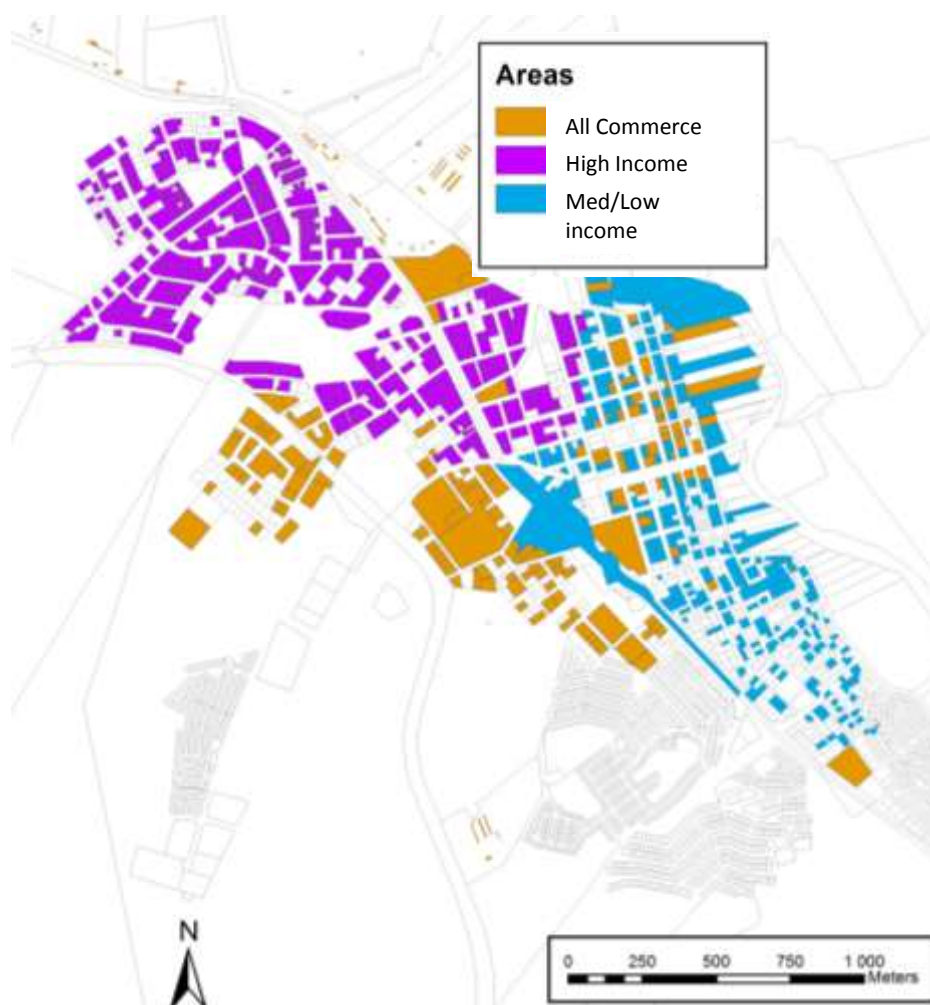 Areas
All Commerce
High Income
Med/Low
income
N
0 250 500 750 1 000
Meters